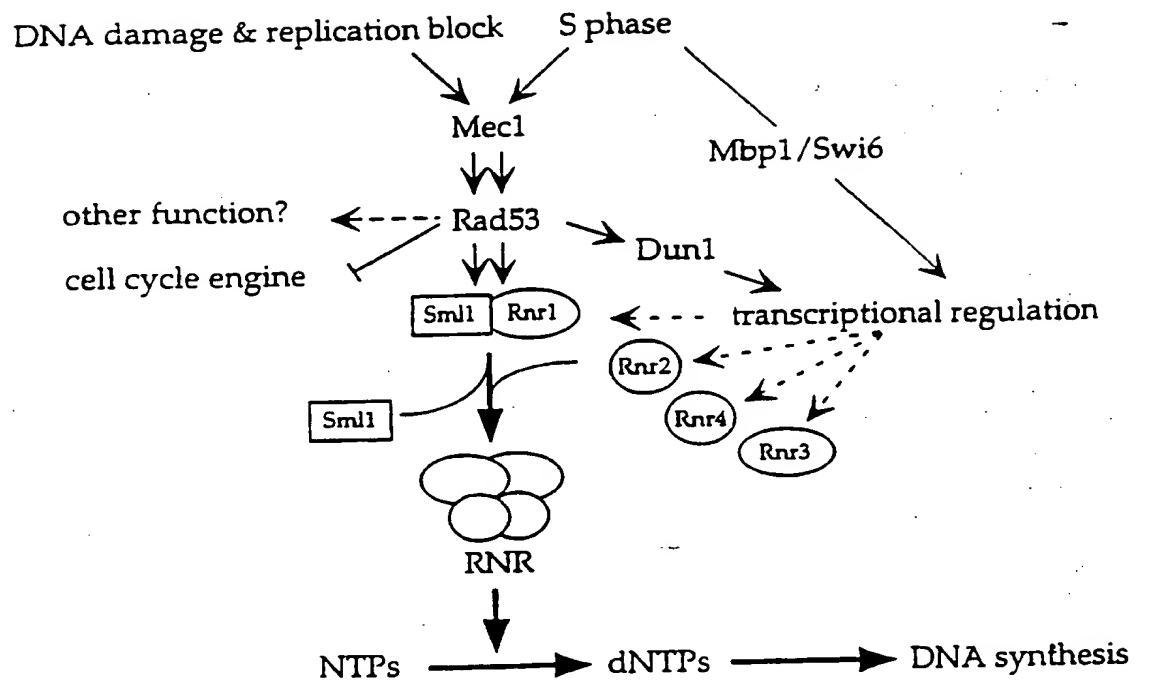 DNA damage & replication block
S phase
Mec1
Mbp1/Swi6
other function?
Rad53
Dun1
cell cycle engine
Sml1
Rnr1
transcriptional regulation
Rnr2
Sml1
Rnr4
Rnr3
RNR
NTPs
dNTPs
DNA synthesis